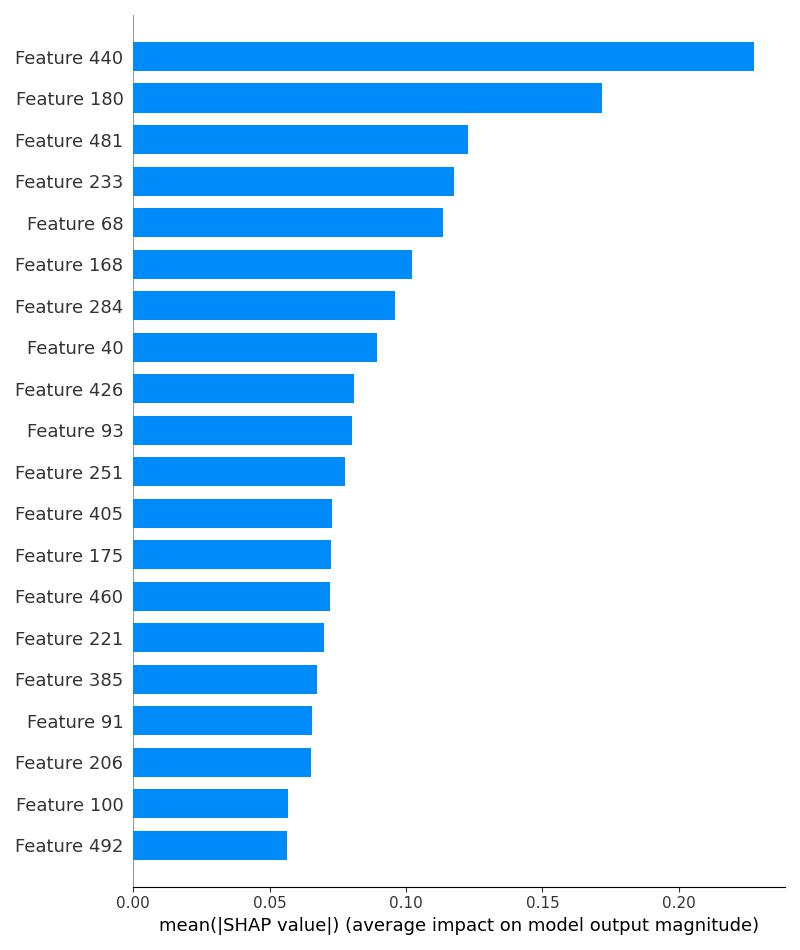 Feature 440
Feature 180
Feature 481
Feature 233
Feature 68
Feature 168
Feature 284
Feature 40
Feature 426
Feature 93
Feature 251
Feature 405
Feature 175
Feature 460
Feature 221
Feature 385
Feature 91
Feature 206
Feature 100
Feature 492
0.00 0.05 0.10 0.15 0.20
mean(|SHAP value|) (average impact on model output magnitude)